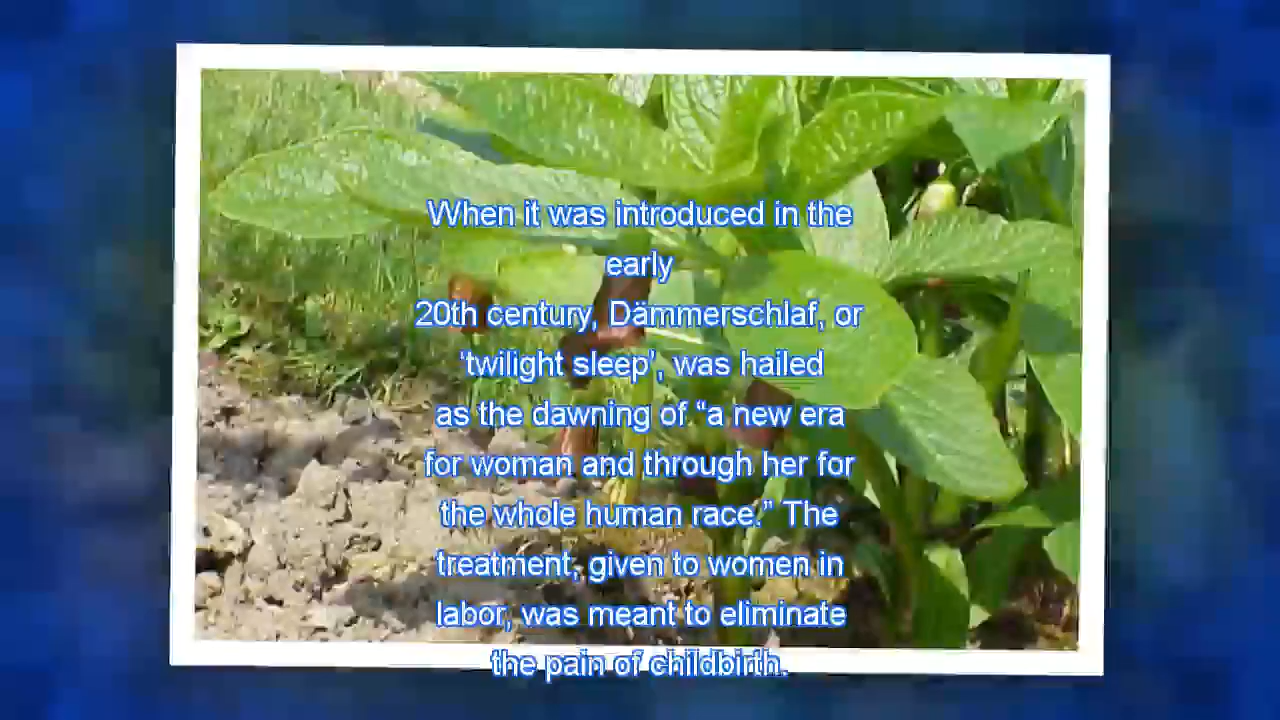 When it was introduced in the
early
20th century, Dämmerschlaf, or
'twilight sleep', was hailed
as the dawning of “a new era
for woman and through her for
the whole human race.” The
treatment, given to women in
labor, was meant to eliminate
the pain of childbirth.